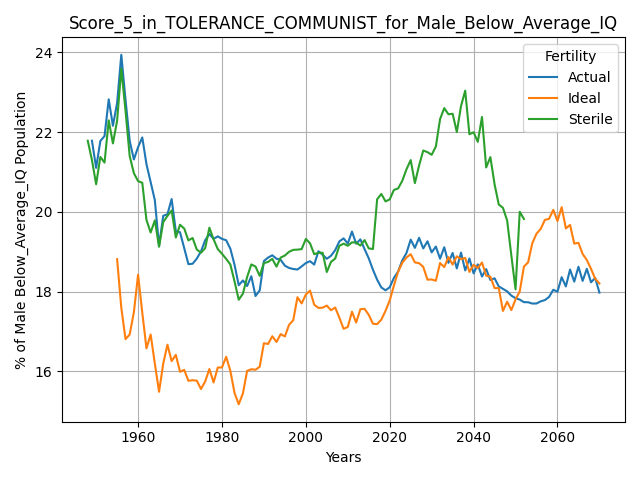 Score_5_in_TOLERANCE_COMMUNIST_for_Male_Below_Average_IQ
Fertility
Actual
Ideal
Sterile
% of Male Below_Average_IQ Population
24
22
20
18
16
1960 1980 2000 2020 2040 2060
Years